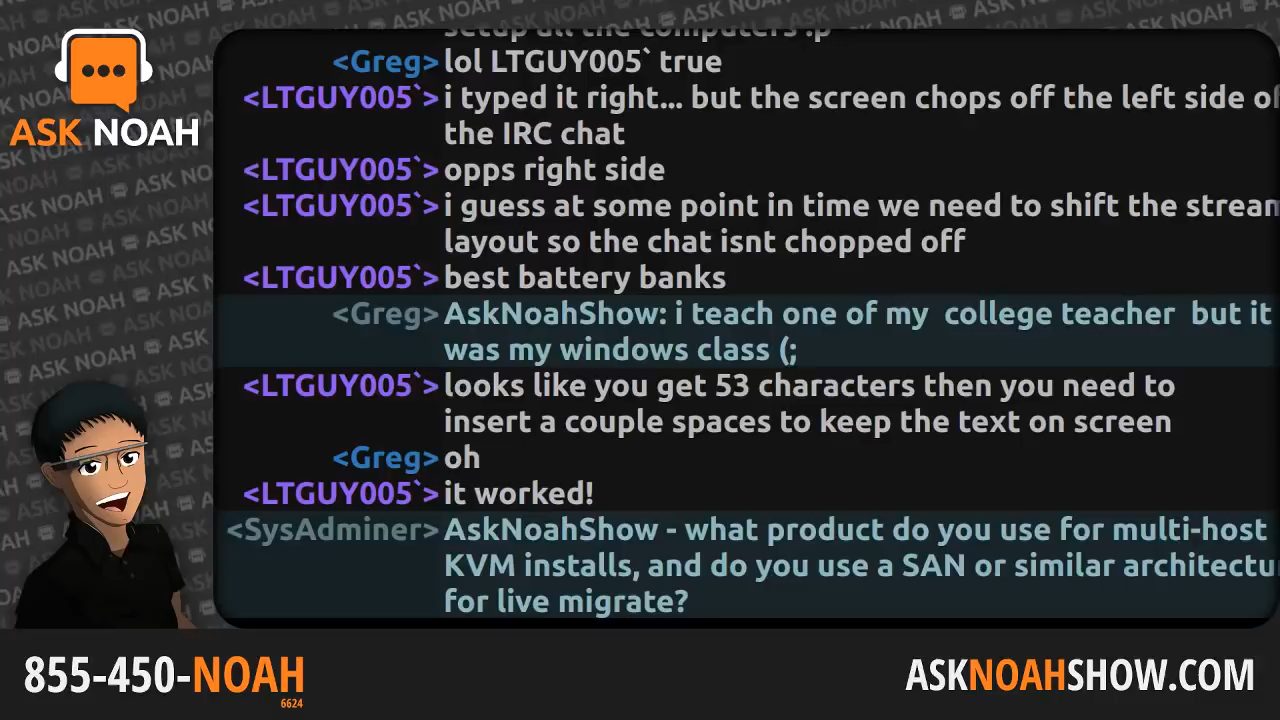 ASK NOAH
setup all the computers :p
<Greg> lol LTGUY005` true
<LTGUY005`> i typed it right... but the screen chops off the left side of
the IRC chat
<LTGUY005`> opps right side
<LTGUY005`> i guess at some point in time we need to shift the stream
layout so the chat isnt chopped off
<LTGUY005`> best battery banks
<Greg> AskNoahShow: i teach one of my  college teacher  but it
was my windows class (;
<LTGUY005`> looks like you get 53 characters then you need to
insert a couple spaces to keep the text on screen
<Greg> oh
<LTGUY005`> it worked!
<SysAdminer> AskNoahShow - what product do you use for multi-host
KVM installs, and do you use a SAN or similar architectu
for live migrate?
855-450-NOAH
6624
ASKNOAHSHOW.COM